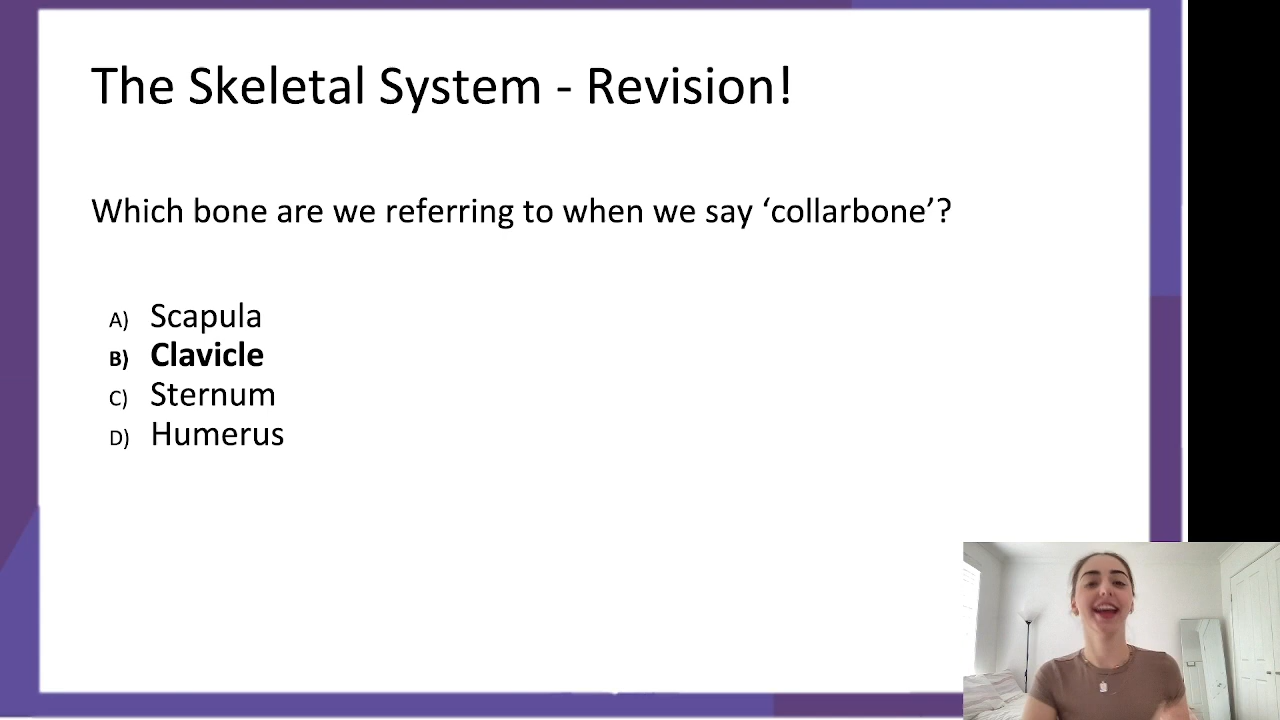 The Skeletal System - Revision!
Which bone are we referring to when we say ‘collarbone’?
A) Scapula
B) Clavicle
C) Sternum
D) Humerus